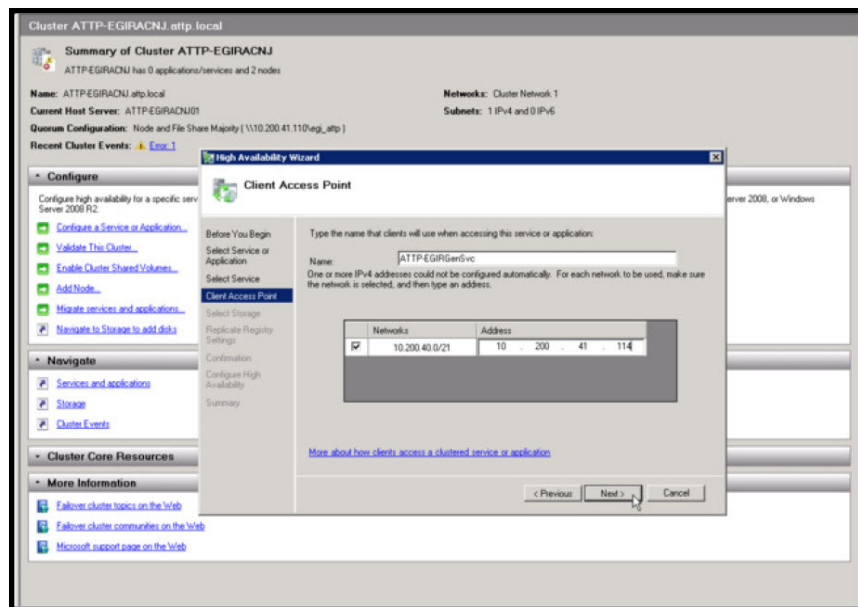 Cluster ATTP-EGIRACNJ.attp.local
Summary of Cluster ATTP-EGIRACNJ
ATTP-EGIRACNJ has 0 applications/services and 2 nodes
Name: ATTP-EGIRACNJ.attp.local
Networks: Cluster Network 1
Current Host Server: ATTP-EGIRACNJ01
Subnets: 1 IPv4 and 0 IPv6
Quorum Configuration: Node and File Share Majority (\\10.200.41.110\egi_attp)
Recent Cluster Events: Error: 1
Configure
Configure high availability for a specific serv
erver 2008, or Windows
Server 2008 R2.
Configure a Service or Application...
Validate This Cluster...
Enable Cluster Shared Volumes...
Add Node...
Migrate services and applications...
Navigate to Storage to add disks
Navigate
Services and applications
Storage
Cluster Events
Cluster Core Resources
More Information
Failover cluster topics on the Web
Failover cluster communities on the Web
Microsoft support page on the Web
High Availability Wizard
Client Access Point
Before You Begin
Select Service or
Application
Select Service
Client Access Point
Select Storage
Replicate Registry
Settings
Confirmation
Configure High
Availability
Summary
Type the name that clients will use when accessing this service or application:
Name: ATTP-EGIRGenSvc
One or more IPv4 addresses could not be configured automatically. For each network to be used, make sure
the network is selected, and then type an address.
Networks Address
10.200.40.0/21 10 . 200 . 41 . 114
More about how clients access a clustered service or application
< Previous Next > Cancel